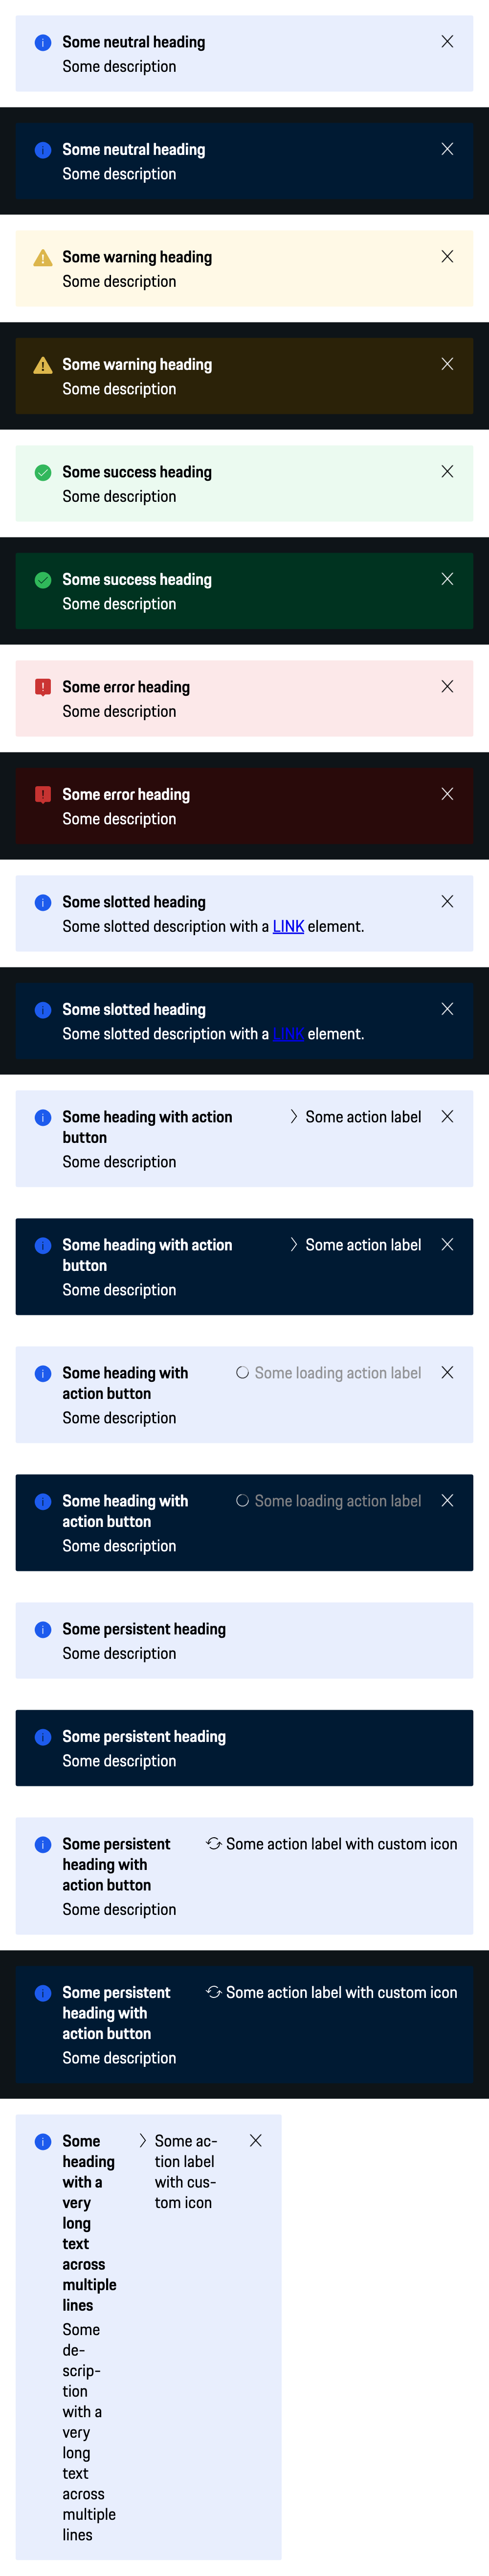 Some neutral heading
Some description
Some neutral heading
Some description
Some warning heading
Some description
Some warning heading
Some description
Some success heading
Some description
Some success heading
Some description
Some error heading
Some description
Some error heading
Some description
Some slotted heading
Some slotted description with a LINK element.
Some slotted heading
Some slotted description with a LINK element.
Some heading with action
button
Some description
Some action label
Some heading with action
button
Some description
Some action label
Some heading with
action button
Some description
Some loading action label
Some heading with
action button
Some description
Some loading action label
Some persistent heading
Some description
Some persistent heading
Some description
Some persistent
heading with
action button
Some description
Some action label with custom icon
Some persistent
heading with
action button
Some description
Some action label with custom icon
Some
heading
with a
very
long
text
across
multiple
lines
Some
de-
scrip-
tion
with a
very
long
text
across
multiple
lines
Some ac-
tion label
with cus-
tom icon